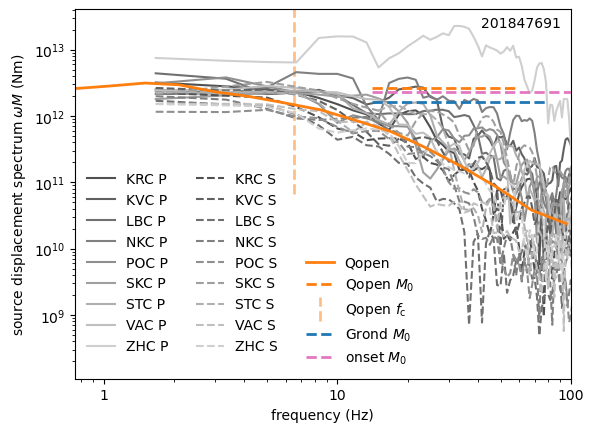 201847691
source displacement spectrum ωM (Nm)
10¹³
10¹²
10¹¹
10¹⁰
10⁹
KRC P
KVC P
LBC P
NKC P
POC P
SKC P
STC P
VAC P
ZHC P
KRC S
KVC S
LBC S
NKC S
POC S
SKC S
STC S
VAC S
ZHC S
Qopen
Qopen M₀
Qopen f_c
Grond M₀
onset M₀
1 10 100
frequency (Hz)